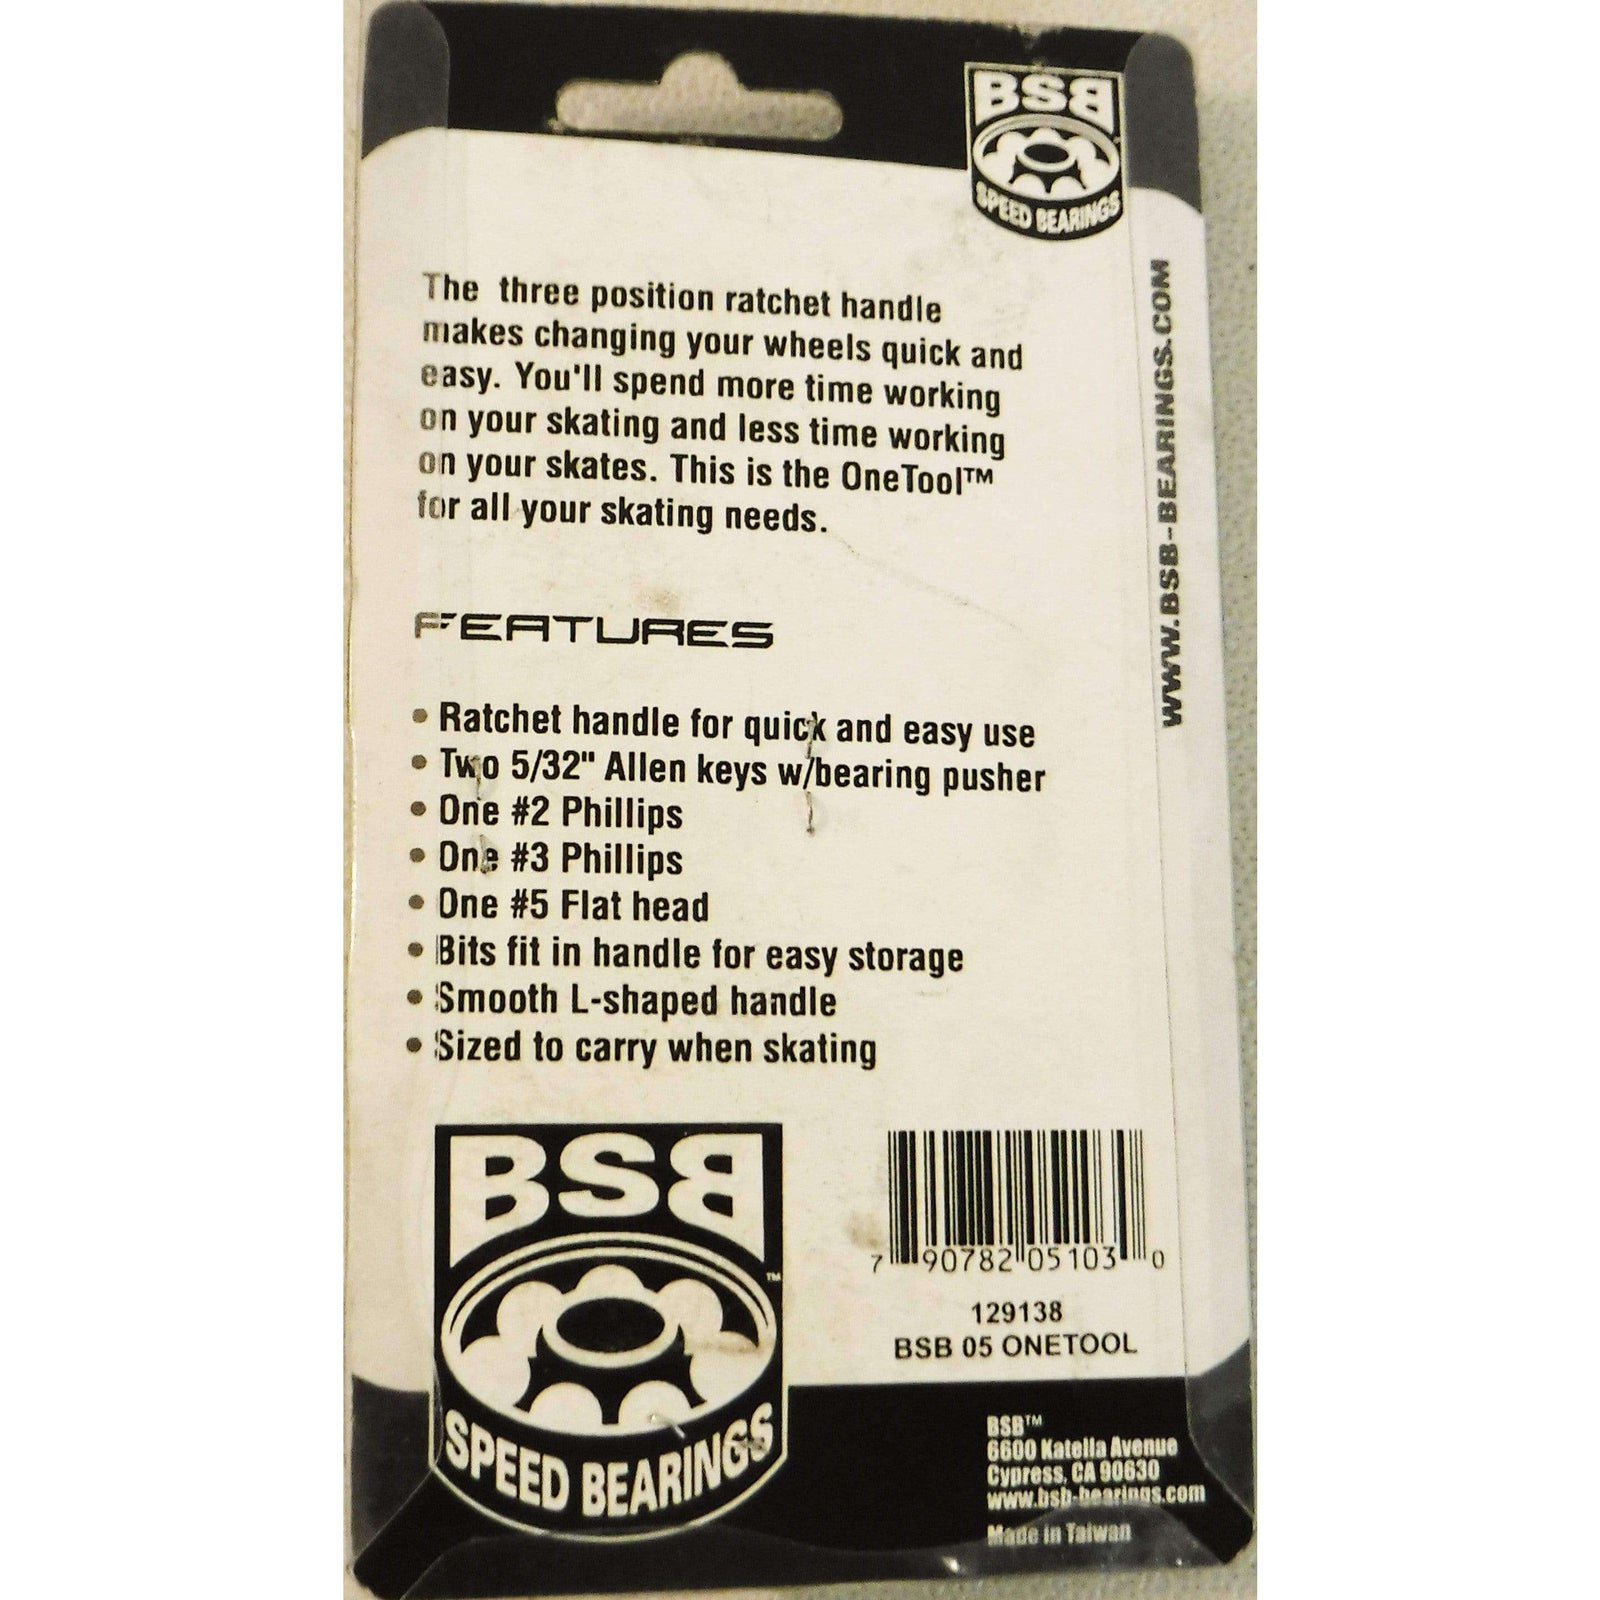 BSB
SPEED BEARINGS
The three position ratchet handle
makes changing your wheels quick and
easy. You'll spend more time working
on your skating and less time working
on your skates. This is the OneTool™
for all your skating needs.
WWW.BSB-BEARINGS.COM
FEATURES
• Ratchet handle for quick and easy use
• Two 5/32" Allen keys w/bearing pusher
• One #2 Phillips
• One #3 Phillips
• One #5 Flat head
• Bits fit in handle for easy storage
• Smooth L-shaped handle
• Sized to carry when skating
BSB
™
SPEED BEARINGS
7 90782 05103 0
129138
BSB 05 ONETOOL
BSB™
6600 Katella Avenue
Cypress, CA 90630
www.bsb-bearings.com
Made in Taiwan